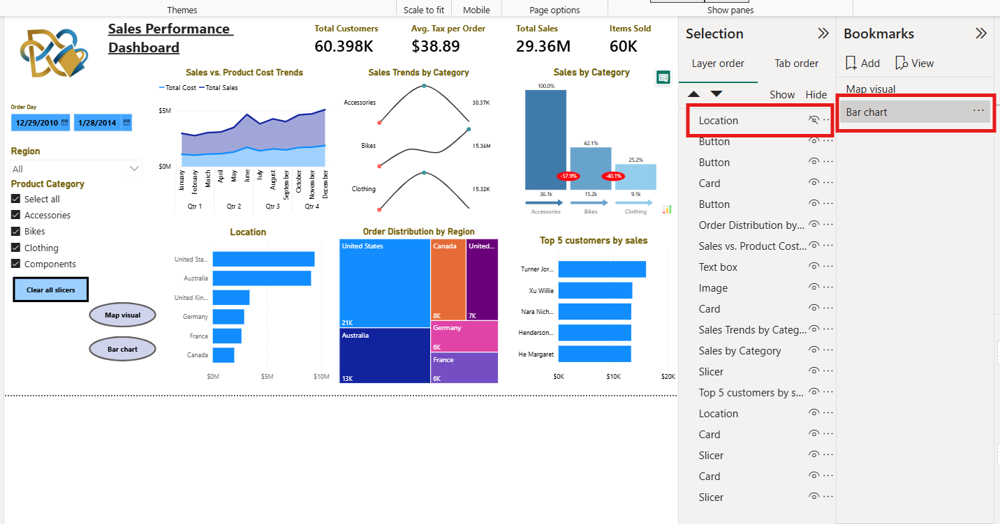 Themes
Scale to fit
Mobile
Page options
Show panes
Sales Performance
Dashboard
Total Customers
60.398K
Avg. Tax per Order
$38.89
Total Sales
29.36M
Items Sold
60K
Order Day
12/29/2010
1/28/2014
Region
All
Product Category
Select all
Accessories
Bikes
Clothing
Components
Clear all slicers
Map visual
Bar chart
Sales vs. Product Cost Trends
Total Cost
Total Sales
$5M
$0M
January
February
March
April
May
June
July
August
September
October
November
December
Qtr 1
Qtr 2
Qtr 3
Qtr 4
Sales Trends by Category
Accessories
30.37K
Bikes
15.36M
Clothing
15.32K
Sales by Category
100.0%
42.1%
25.2%
-57.9%
-40.1%
36.1k
15.2k
9.1k
Accessories
Bikes
Clothing
Location
United Sta...
Australia
United Kin...
Germany
France
Canada
$0M
$5M
$10M
Order Distribution by Region
United States
21K
Australia
13K
Canada
8K
United...
7K
Germany
6K
France
6K
Top 5 customers by sales
Turner Jor...
Xu Willie
Nara Nich...
Henderson...
He Margaret
$0K
$10K
$20K
Selection
Layer order
Tab order
Show
Hide
Location
Button
Button
Card
Button
Order Distribution by...
Sales vs. Product Cost...
Text box
Image
Card
Sales Trends by Categ...
Sales by Category
Slicer
Top 5 customers by s...
Location
Card
Slicer
Card
Slicer
Bookmarks
Add
View
Map visual
Bar chart